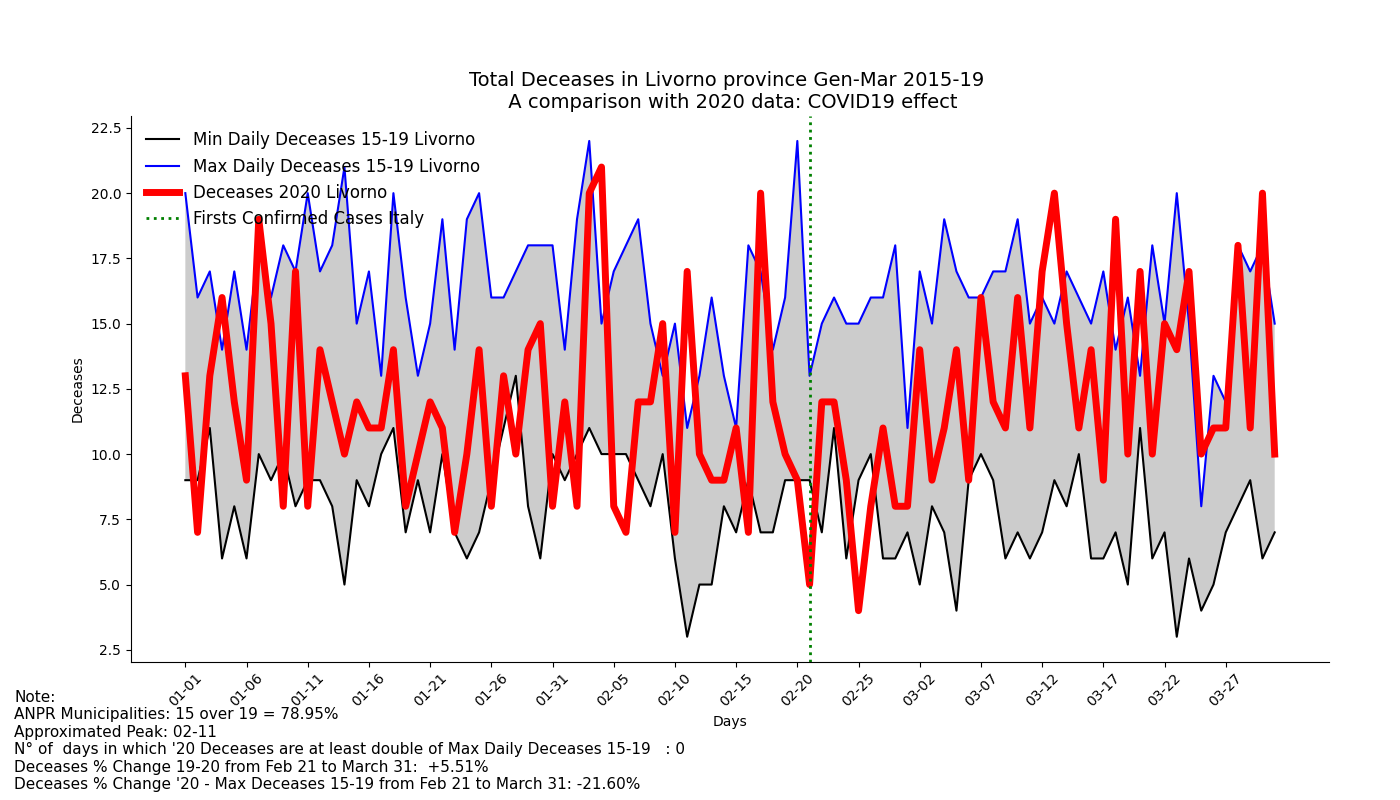 Total Deceases in Livorno province Gen-Mar 2015-19
A comparison with 2020 data: COVID19 effect
22.5
20.0
17.5
15.0
12.5
10.0
7.5
5.0
2.5
Deceases
Min Daily Deceases 15-19 Livorno
Max Daily Deceases 15-19 Livorno
Deceases 2020 Livorno
Firsts Confirmed Cases Italy
01-01
01-06
01-11
01-16
01-21
01-26
01-31
02-05
02-10
02-15
02-20
02-25
03-02
03-07
03-12
03-17
03-22
03-27
Days
Note:
ANPR Municipalities: 15 over 19 = 78.95%
Approximated Peak: 02-11
N° of  days in which '20 Deceases are at least double of Max Daily Deceases 15-19   : 0
Deceases % Change 19-20 from Feb 21 to March 31:  +5.51%
Deceases % Change '20 - Max Deceases 15-19 from Feb 21 to March 31: -21.60%